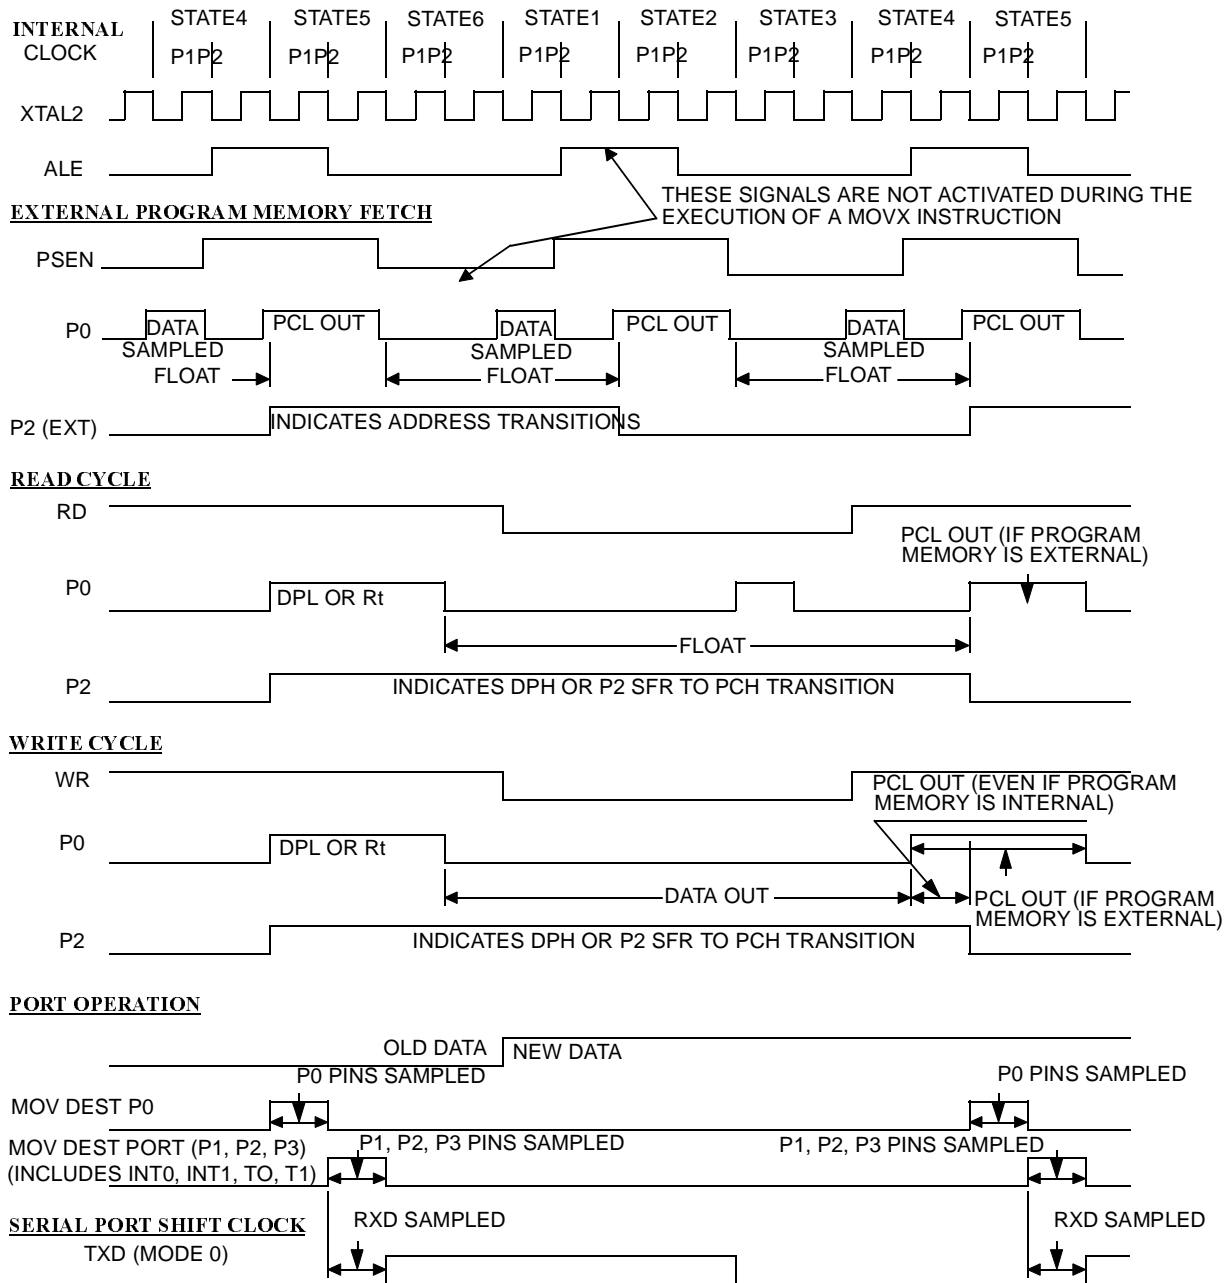 INTERNAL
CLOCK
STATE4 STATE5 STATE6 STATE1 STATE2 STATE3 STATE4 STATE5
P1P2 P1P2 P1P2 P1P2 P1P2 P1P2 P1P2 P1P2
XTAL2
ALE
THESE SIGNALS ARE NOT ACTIVATED DURING THE
EXECUTION OF A MOVX INSTRUCTION
EXTERNAL PROGRAM MEMORY FETCH
PSEN
P0
DATA PCL OUT DATA PCL OUT DATA PCL OUT
SAMPLED SAMPLED SAMPLED
FLOAT FLOAT FLOAT
P2 (EXT)
INDICATES ADDRESS TRANSITIONS
READ CYCLE
RD
PCL OUT (IF PROGRAM
MEMORY IS EXTERNAL)
P0
DPL OR Rt
FLOAT
P2
INDICATES DPH OR P2 SFR TO PCH TRANSITION
WRITE CYCLE
WR
PCL OUT (EVEN IF PROGRAM
MEMORY IS INTERNAL)
P0
DPL OR Rt
DATA OUT
PCL OUT (IF PROGRAM
MEMORY IS EXTERNAL)
P2
INDICATES DPH OR P2 SFR TO PCH TRANSITION
PORT OPERATION
OLD DATA NEW DATA
P0 PINS SAMPLED P0 PINS SAMPLED
MOV DEST P0
MOV DEST PORT (P1, P2, P3)
(INCLUDES INT0, INT1, TO, T1)
P1, P2, P3 PINS SAMPLED P1, P2, P3 PINS SAMPLED
SERIAL PORT SHIFT CLOCK
TXD (MODE 0)
RXD SAMPLED RXD SAMPLED